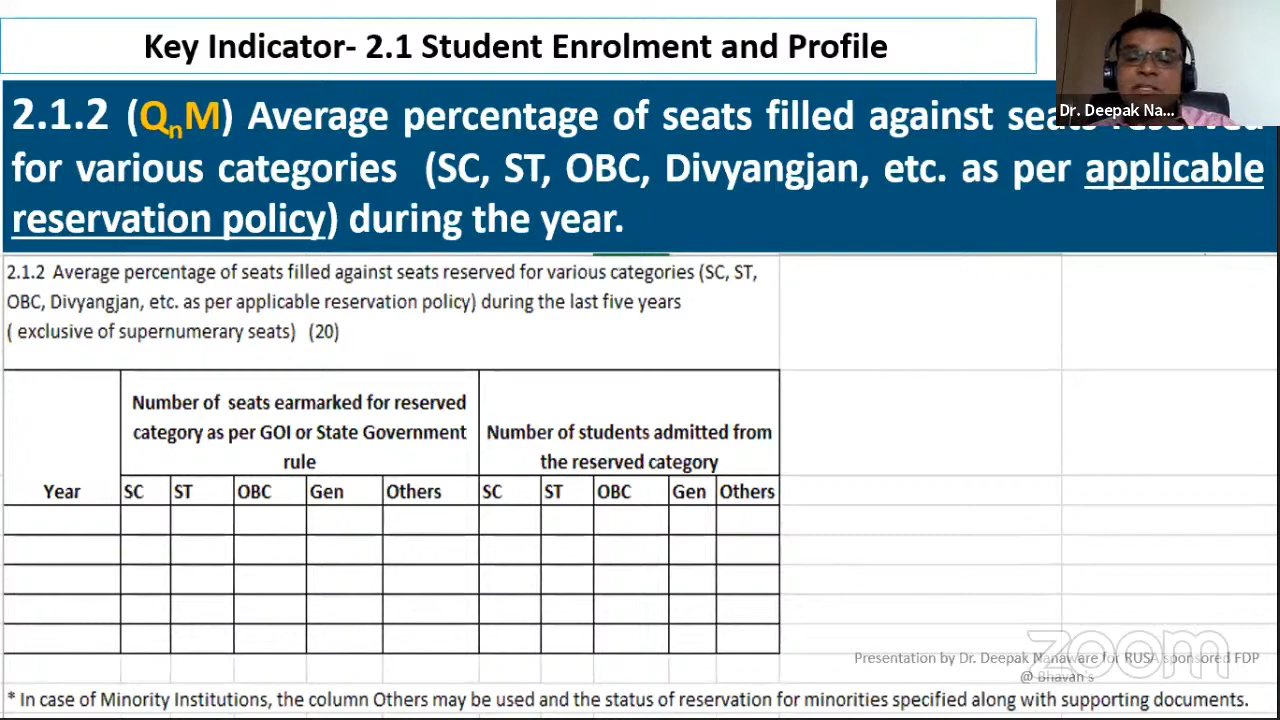 Key Indicator- 2.1 Student Enrolment and Profile
Dr. Deepak Na...
2.1.2 (QnM) Average percentage of seats filled against seats reserved
for various categories (SC, ST, OBC, Divyangjan, etc. as per applicable
reservation policy) during the year.
2.1.2 Average percentage of seats filled against seats reserved for various categories (SC, ST,
OBC, Divyangjan, etc. as per applicable reservation policy) during the last five years
( exclusive of supernumerary seats) (20)
Number of seats earmarked for reserved
category as per GOI or State Government
rule
Number of students admitted from
the reserved category
Year SC ST OBC Gen Others SC ST OBC Gen Others
zoom
Presentation by Dr. Deepak Nanaware for RUSA sponsored FDP
@ Bhavan's
* In case of Minority Institutions, the column Others may be used and the status of reservation for minorities specified along with supporting documents.